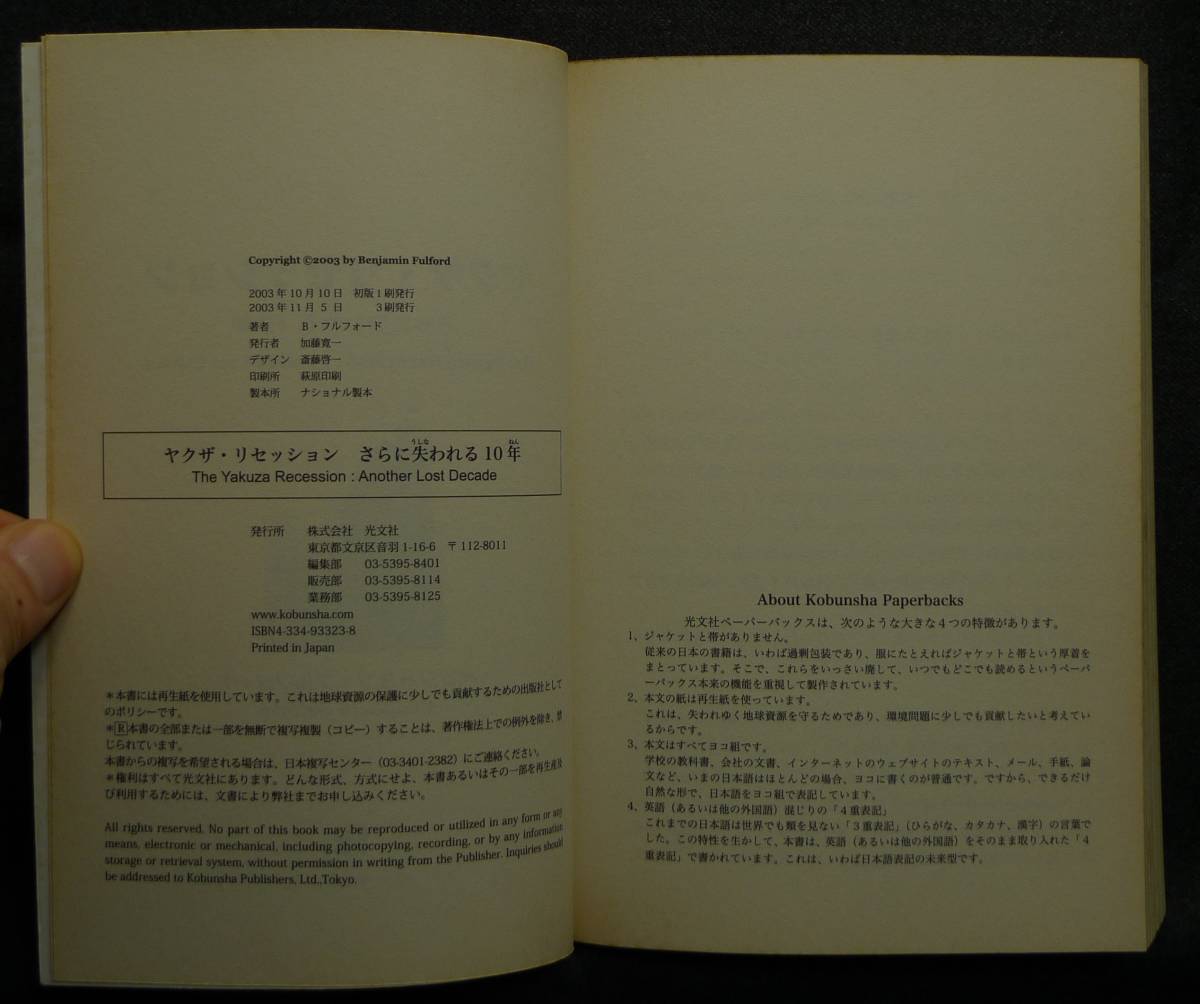 Copyright ©2003 by Benjamin Fulford
2003年10月10日 初版1刷発行
2003年11月 5日 3刷発行
著者 B・フルフォード
発行者 加藤寛一
デザイン 斎藤啓一
印刷所 萩原印刷
製本所 ナショナル製本
うしな ねん
ヤクザ・リセッション さらに失われる10年
The Yakuza Recession : Another Lost Decade
発行所 株式会社 光文社
東京都文京区音羽1-16-6 〒112-8011
編集部 03-5395-8401
販売部 03-5395-8114
業務部 03-5395-8125
www.kobunsha.com
ISBN4-334-93323-8
Printed in Japan
*本書には再生紙を使用しています。これは地球資源の保護に少しでも貢献するための出版社として
のポリシーです。
*Ⓡ本書の全部または一部を無断で複写複製（コピー）することは、著作権法上での例外を除き、禁
じられています。
本書からの複写を希望される場合は、日本複写センター（03-3401-2382）にご連絡ください。
*権利はすべて光文社にあります。どんな形式、方式にせよ、本書あるいはその一部を再生産及
び利用するためには、文書により弊社までお申し込みください。
All rights reserved. No part of this book may be reproduced or utilized in any form or any
means, electronic or mechanical, including photocopying, recording, or by any information
storage or retrieval system, without permission in writing from the Publisher. Inquiries should
be addressed to Kobunsha Publishers, Ltd.,Tokyo.
About Kobunsha Paperbacks
光文社ペーパーバックスは、次のような大きな4つの特徴があります。
1、ジャケットと帯がありません。
従来の日本の書籍は、いわば過剰包装であり、服にたとえればジャケットと帯という厚着を
まとっています。そこで、これらをいっさい廃して、いつでもどこでも読めるというペーパ
ーバックス本来の機能を重視して製作されています。
2、本文の紙は再生紙を使っています。
これは、失われゆく地球資源を守るためであり、環境問題に少しでも貢献したいと考えてい
るからです。
3、本文はすべてヨコ組です。
学校の教科書、会社の文書、インターネットのウェブサイトのテキスト、メール、手紙、論
文など、いまの日本語はほとんどの場合、ヨコに書くのが普通です。ですから、できるだけ
自然な形で、日本語をヨコ組で表記しています。
4、英語（あるいは他の外国語）混じりの「4重表記」
これまでの日本語は世界でも類を見ない「3重表記」（ひらがな、カタカナ、漢字）の言葉で
した。この特性を生かして、本書は、英語（あるいは他の外国語）をそのまま取り入れた「4
重表記」で書かれています。これは、いわば日本語表記の未来型です。